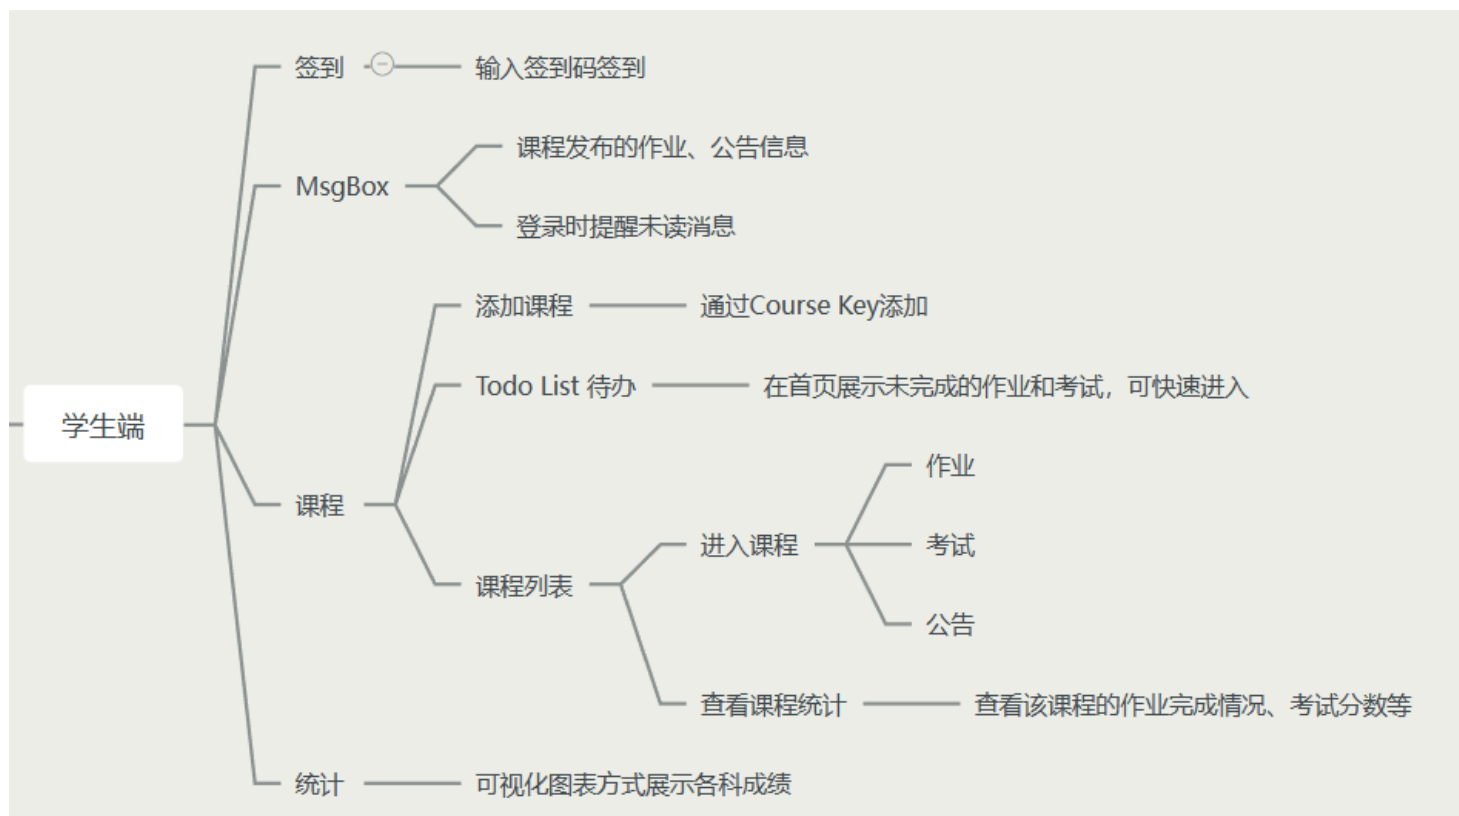 签到
输入签到码签到
课程发布的作业、公告信息
MsgBox
登录时提醒未读消息
添加课程
通过Course Key添加
Todo List 待办
在首页展示未完成的作业和考试，可快速进入
学生端
作业
课程
进入课程
考试
课程列表
公告
查看课程统计
查看该课程的作业完成情况、考试分数等
统计
可视化图表方式展示各科成绩